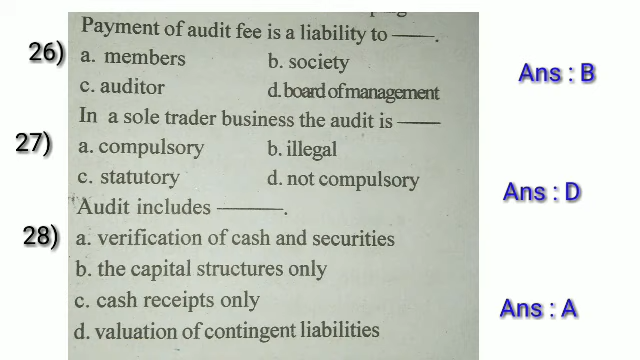 Payment of audit fee is a liability to ——.
26) a. members b. society
Ans : B
c. auditor d. board of management
In a sole trader business the audit is ——
27) a. compulsory b. illegal
c. statutory d. not compulsory
Ans : D
Audit includes ——.
28) a. verification of cash and securities
b. the capital structures only
c. cash receipts only
Ans : A
d. valuation of contingent liabilities